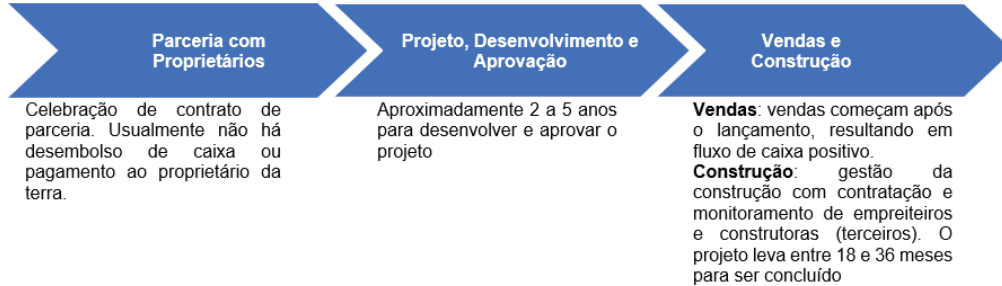 Parceria com
Proprietários
Celebração de contrato de
parceria. Usualmente não há
desembolso de caixa ou
pagamento ao proprietário da
terra.
Projeto, Desenvolvimento e
Aprovação
Aproximadamente 2 a 5 anos
para desenvolver e aprovar o
projeto
Vendas e
Construção
Vendas: vendas começam após
o lançamento, resultando em
fluxo de caixa positivo.
Construção: gestão da
construção com contratação e
monitoramento de empreiteiros
e construtoras (terceiros). O
projeto leva entre 18 e 36 meses
para ser concluído